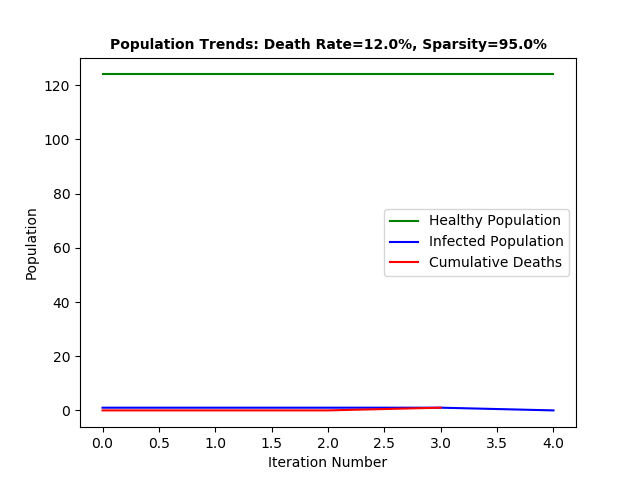 Population Trends: Death Rate=12.0%, Sparsity=95.0%
120
100
80
60
40
20
0
Population
Healthy Population
Infected Population
Cumulative Deaths
0.0 0.5 1.0 1.5 2.0 2.5 3.0 3.5 4.0
Iteration Number